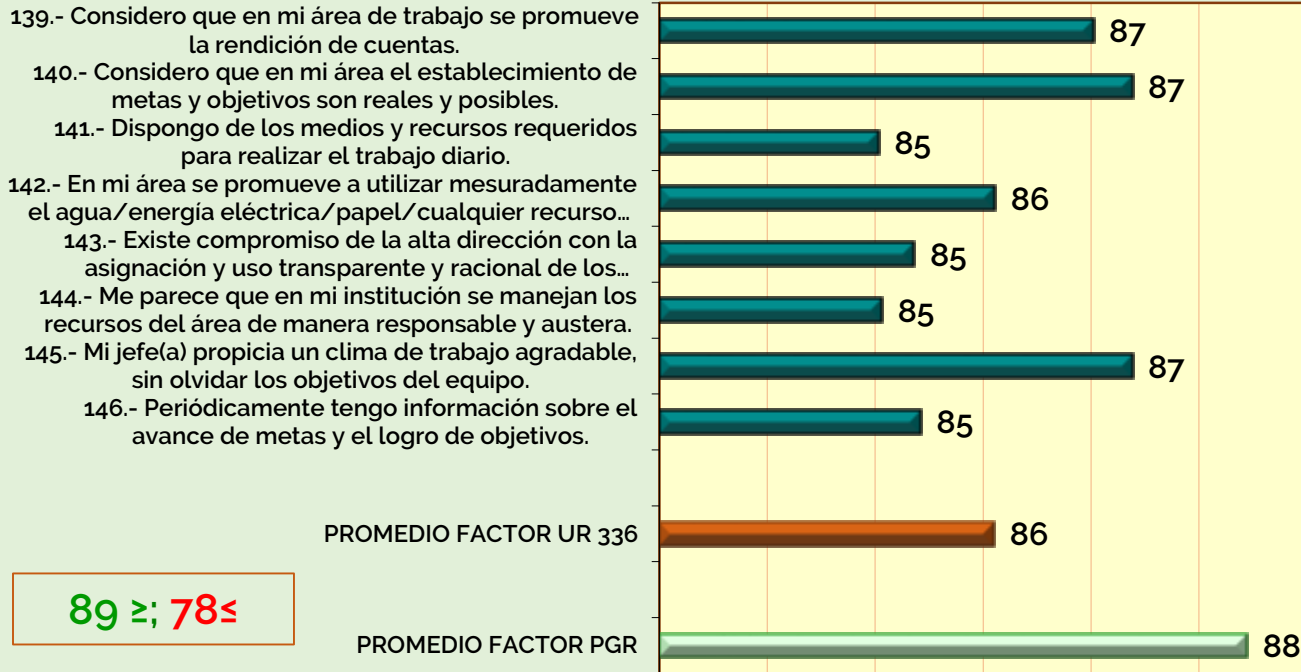 139.- Considero que en mi área de trabajo se promueve
la rendición de cuentas.
87
140.- Considero que en mi área el establecimiento de
metas y objetivos son reales y posibles.
87
141.- Dispongo de los medios y recursos requeridos
para realizar el trabajo diario.
85
142.- En mi área se promueve a utilizar mesuradamente
el agua/energía eléctrica/papel/cualquier recurso...
86
143.- Existe compromiso de la alta dirección con la
asignación y uso transparente y racional de los...
85
144.- Me parece que en mi institución se manejan los
recursos del área de manera responsable y austera.
85
145.- Mi jefe(a) propicia un clima de trabajo agradable,
sin olvidar los objetivos del equipo.
87
146.- Periódicamente tengo información sobre el
avance de metas y el logro de objetivos.
85
PROMEDIO FACTOR UR 336
86
89 ≥; 78≤
PROMEDIO FACTOR PGR
88